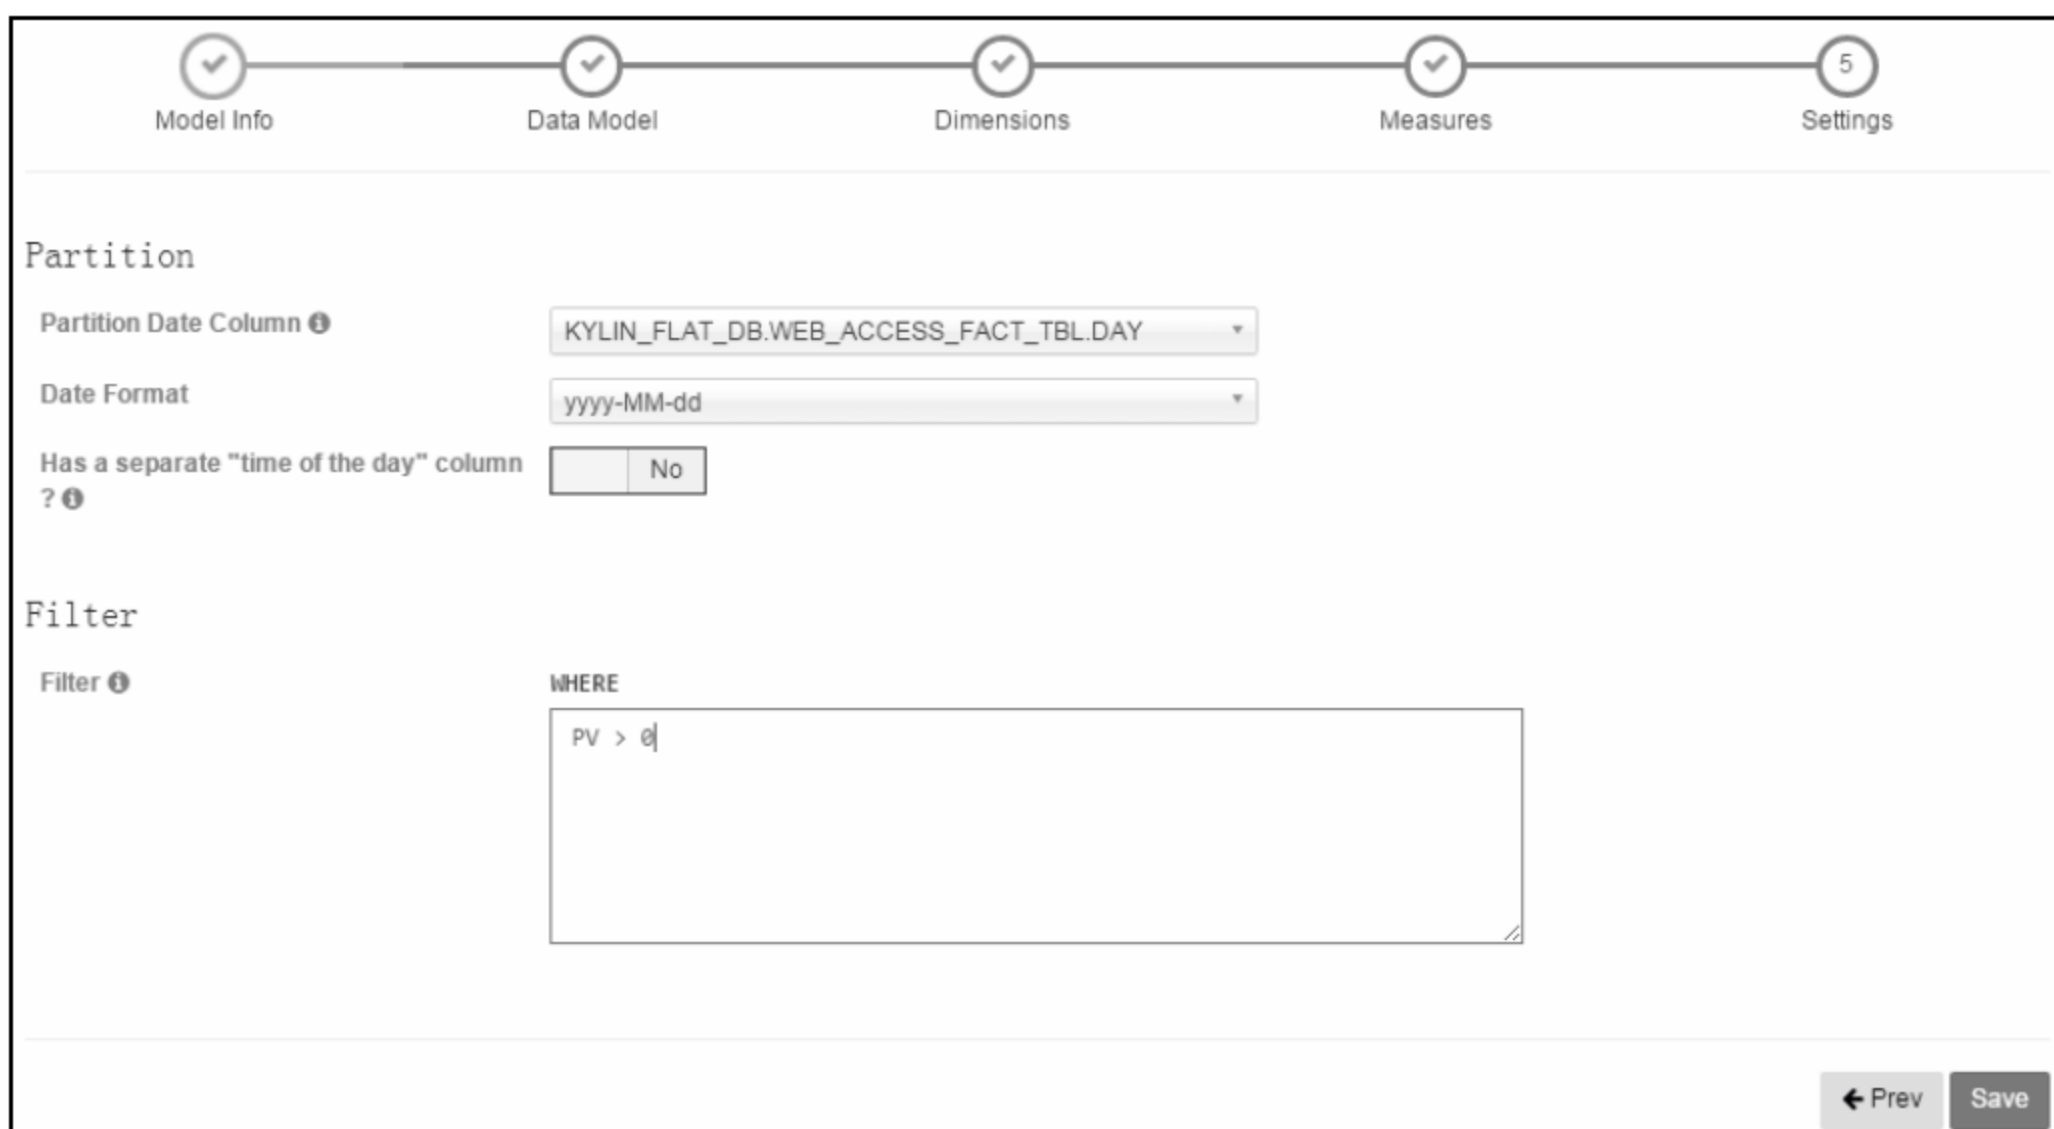 5
Model Info Data Model Dimensions Measures Settings
Partition
Partition Date Column
KYLIN_FLAT_DB.WEB_ACCESS_FACT_TBL.DAY
Date Format
yyyy-MM-dd
Has a separate "time of the day" column
?
No
Filter
Filter
WHERE
PV > 0
Prev Save